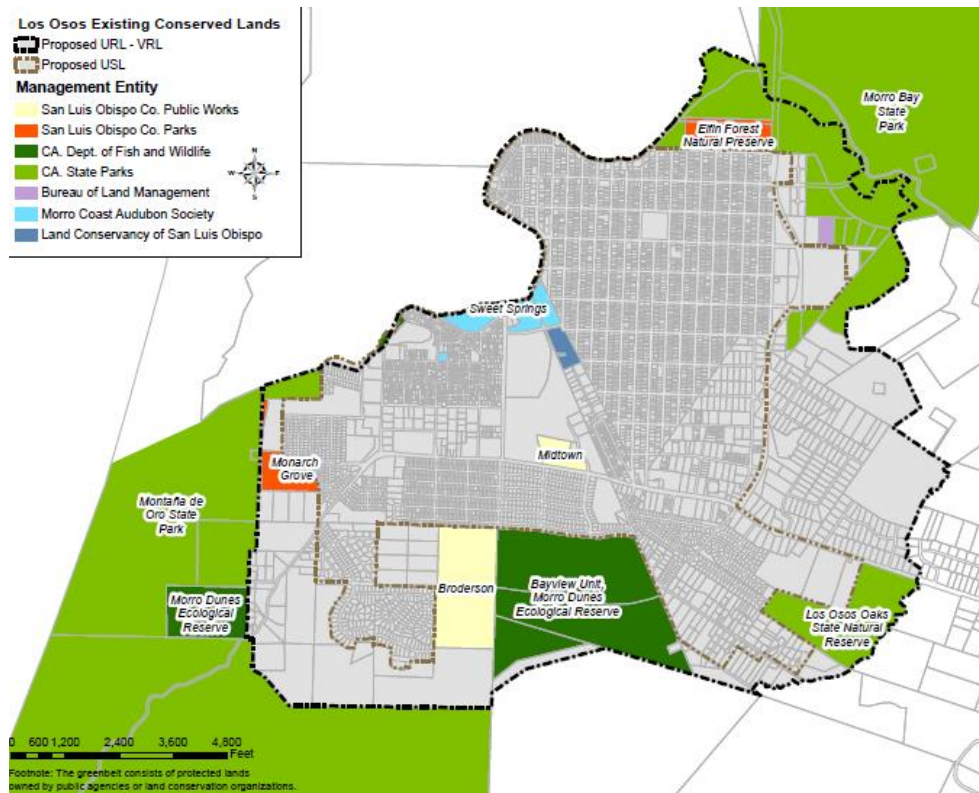 Los Osos Existing Conserved Lands
Proposed URL - VRL
Proposed USL
Management Entity
San Luis Obispo Co. Public Works
San Luis Obispo Co. Parks
CA. Dept. of Fish and Wildlife
CA. State Parks
Bureau of Land Management
Morro Coast Audubon Society
Land Conservancy of San Luis Obispo
N
W
E
S
Morro Bay
State
Park
Elfin Forest
Natural Preserve
Sweet Springs
Midtown
Monarch
Grove
Montaña de
Oro State
Park
Broderson
Bayview Unit,
Morro Dunes
Ecological Reserve
Morro Dunes
Ecological
Reserve
Los Osos Oaks
State Natural
Reserve
0 600 1,200 2,400 3,600 4,800
Feet
Footnote: The greenbelt consists of protected lands
owned by public agencies or land conservation organizations.